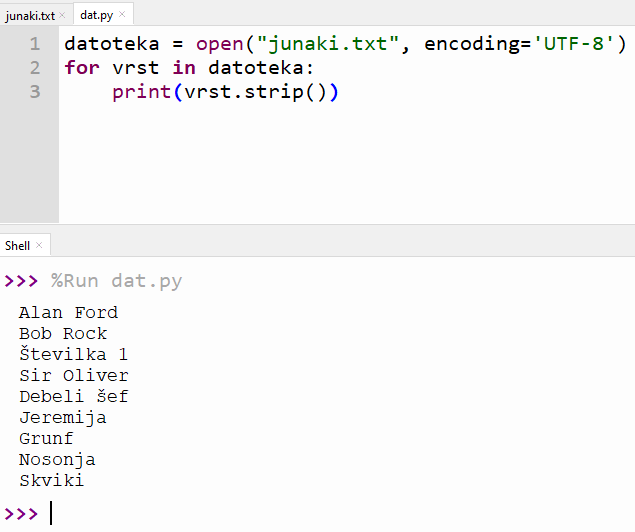 junaki.txt × dat.py ×
1 datoteka = open("junaki.txt", encoding='UTF-8')
2 for vrst in datoteka:
3     print(vrst.strip())
Shell ×
>>> %Run dat.py
Alan Ford
Bob Rock
Številka 1
Sir Oliver
Debeli šef
Jeremija
Grunf
Nosonja
Skviki
>>>